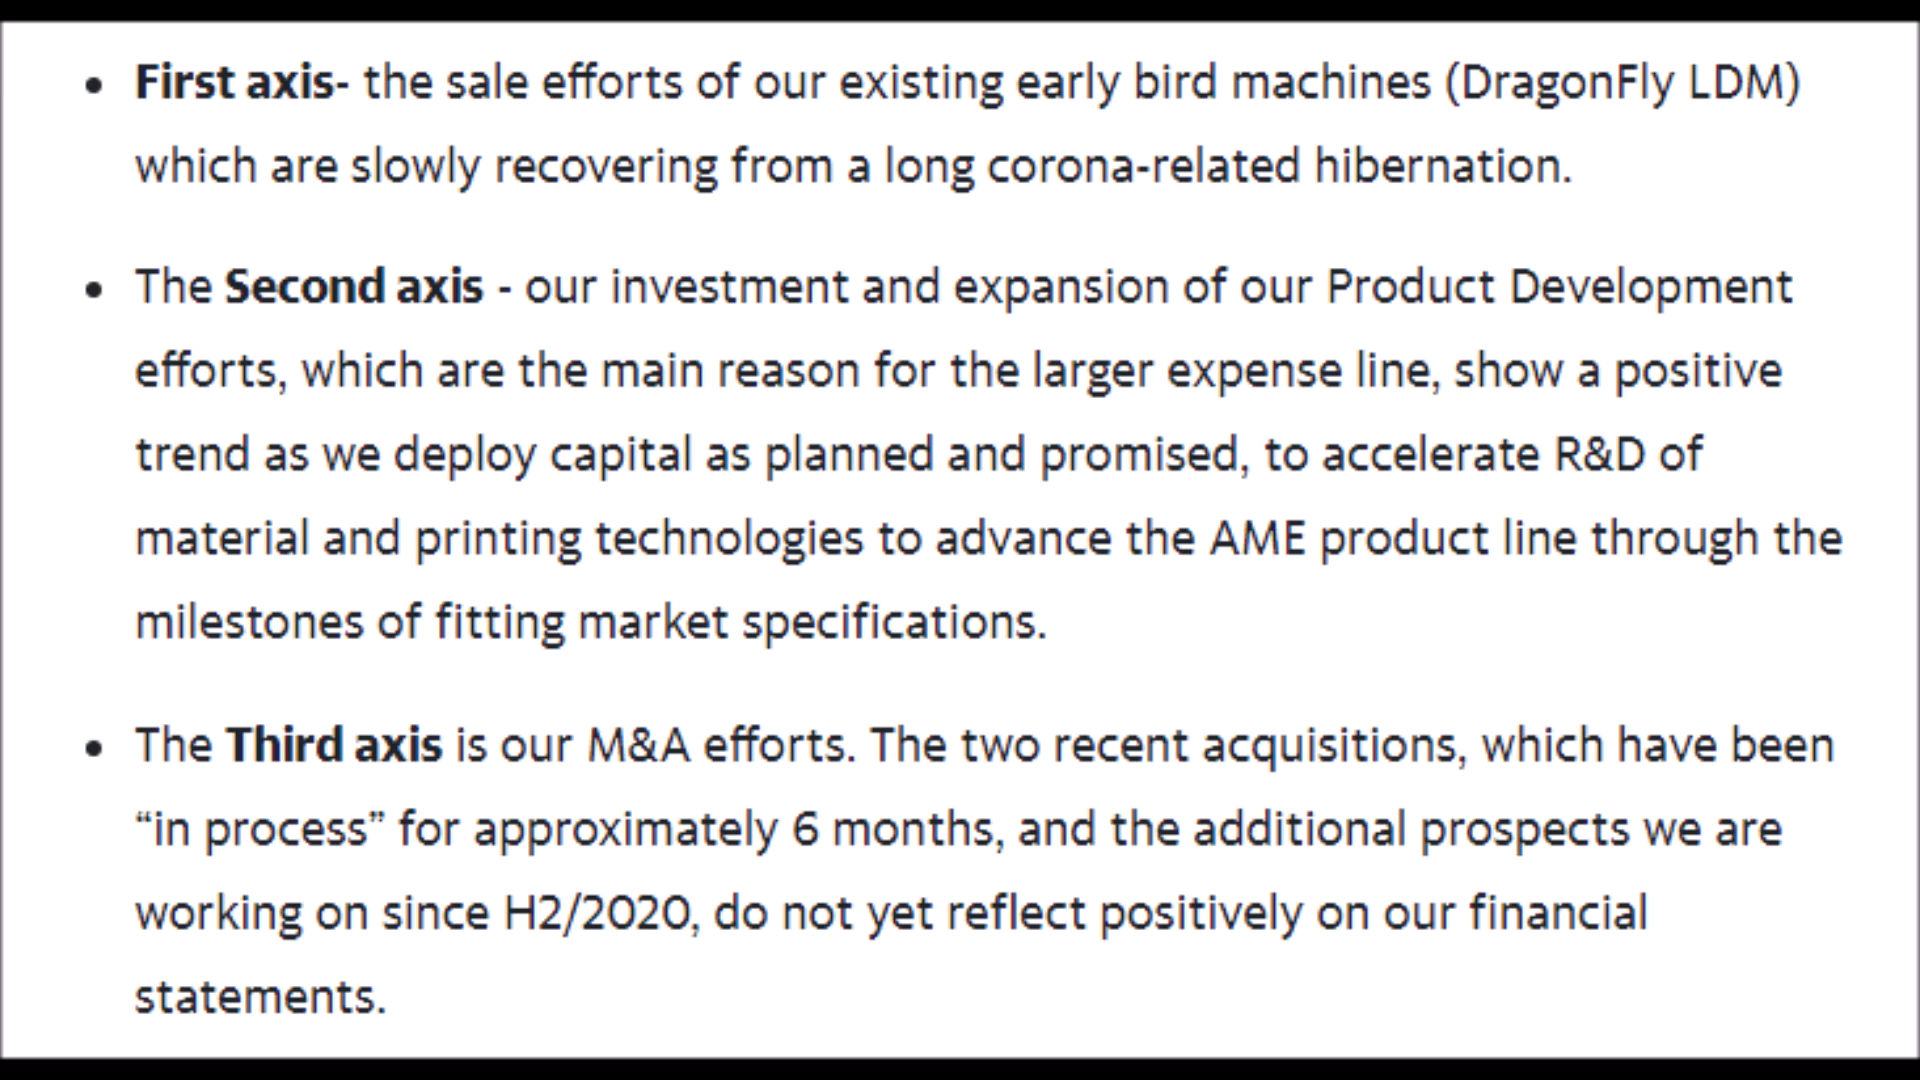 • First axis- the sale efforts of our existing early bird machines (DragonFly LDM)
which are slowly recovering from a long corona-related hibernation.
• The Second axis - our investment and expansion of our Product Development
efforts, which are the main reason for the larger expense line, show a positive
trend as we deploy capital as planned and promised, to accelerate R&D of
material and printing technologies to advance the AME product line through the
milestones of fitting market specifications.
• The Third axis is our M&A efforts. The two recent acquisitions, which have been
“in process” for approximately 6 months, and the additional prospects we are
working on since H2/2020, do not yet reflect positively on our financial
statements.